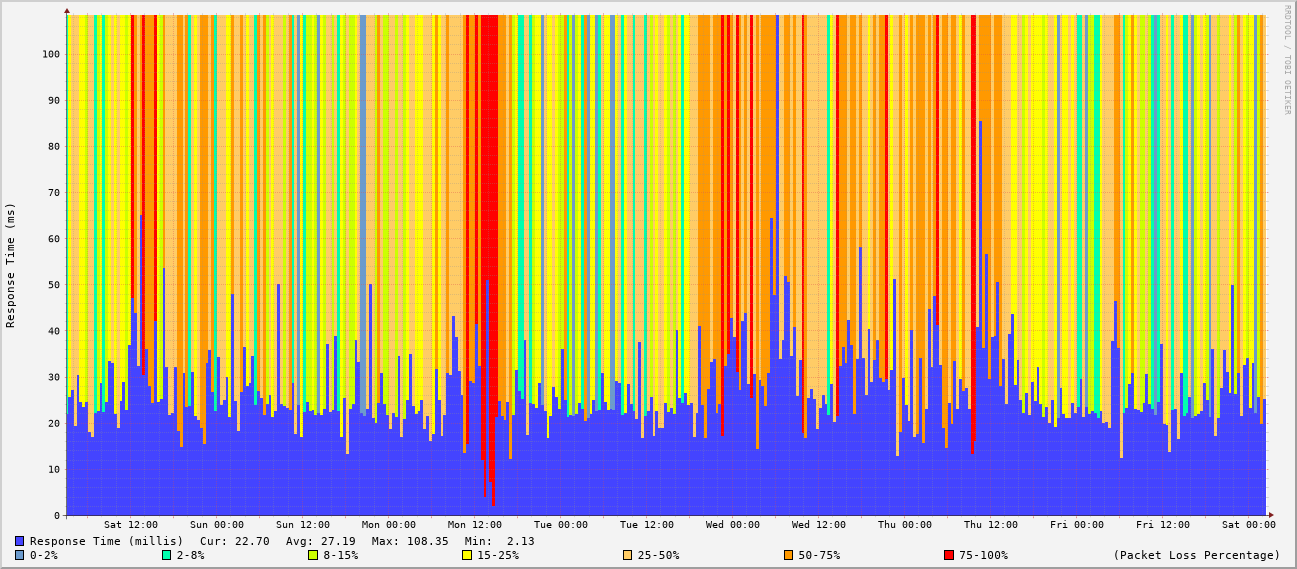 RRDTOOL / TOBI OETIKER
Response Time (ms)
100
90
80
70
60
50
40
30
20
10
0
Sat 12:00 Sun 00:00 Sun 12:00 Mon 00:00 Mon 12:00 Tue 00:00 Tue 12:00 Wed 00:00 Wed 12:00 Thu 00:00 Thu 12:00 Fri 00:00 Fri 12:00 Sat 00:00
Response Time (millis) Cur: 22.70 Avg: 27.19 Max: 108.35 Min: 2.13
0-2% 2-8% 8-15% 15-25% 25-50% 50-75% 75-100% (Packet Loss Percentage)